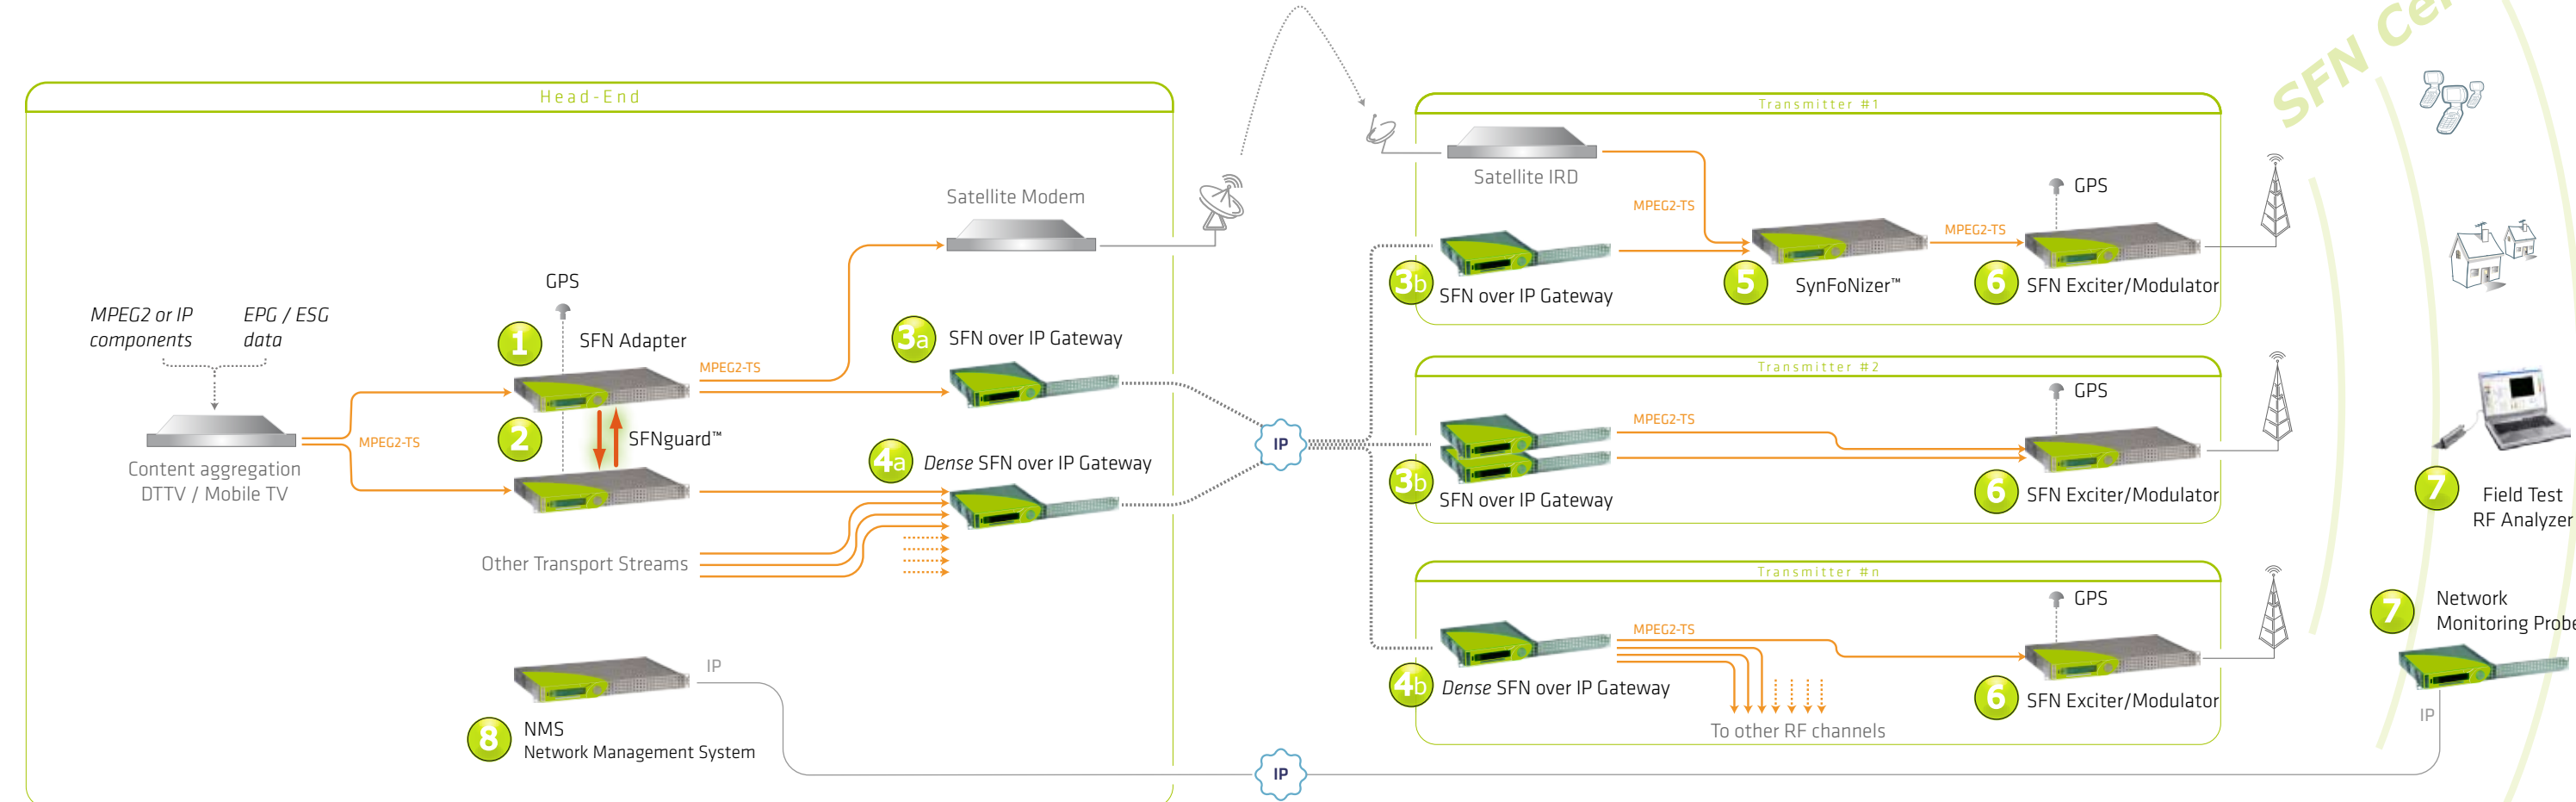 Head-End
MPEG2 or IP
components
EPG / ESG
data
Content aggregation
DTTV / Mobile TV
MPEG2-TS
GPS
1
SFN Adapter
2
SFNguard™
MPEG2-TS
Satellite Modem
3a
SFN over IP Gateway
4a
Dense SFN over IP Gateway
Other Transport Streams
8
NMS
Network Management System
IP
IP
IP
Transmitter #1
Satellite IRD
MPEG2-TS
3b
SFN over IP Gateway
5
SynFoNizer™
MPEG2-TS
GPS
6
SFN Exciter/Modulator
Transmitter #2
MPEG2-TS
3b
SFN over IP Gateway
GPS
6
SFN Exciter/Modulator
Transmitter #n
MPEG2-TS
4b
Dense SFN over IP Gateway
To other RF channels
GPS
6
SFN Exciter/Modulator
SFN
7
Field Test
RF Analyzer
7
Network
Monitoring Probe
IP